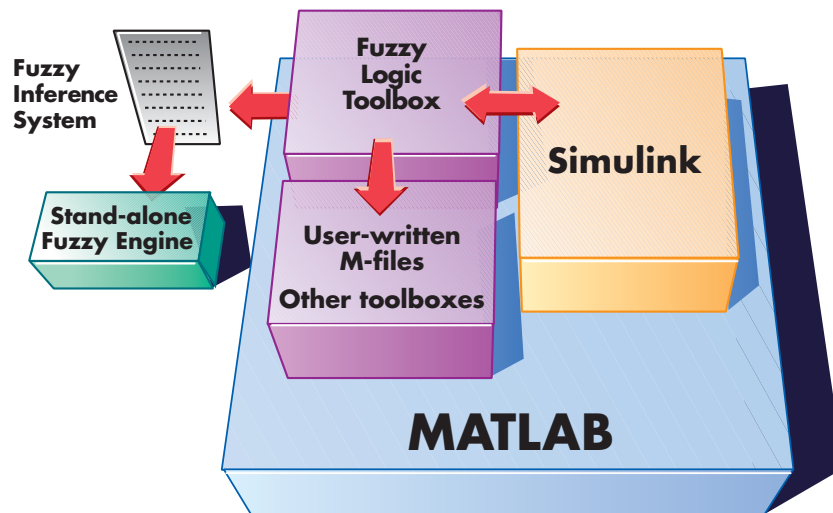 Fuzzy
Inference
System
Fuzzy
Logic
Toolbox
Simulink
Stand-alone
Fuzzy Engine
User-written
M-files
Other toolboxes
MATLAB